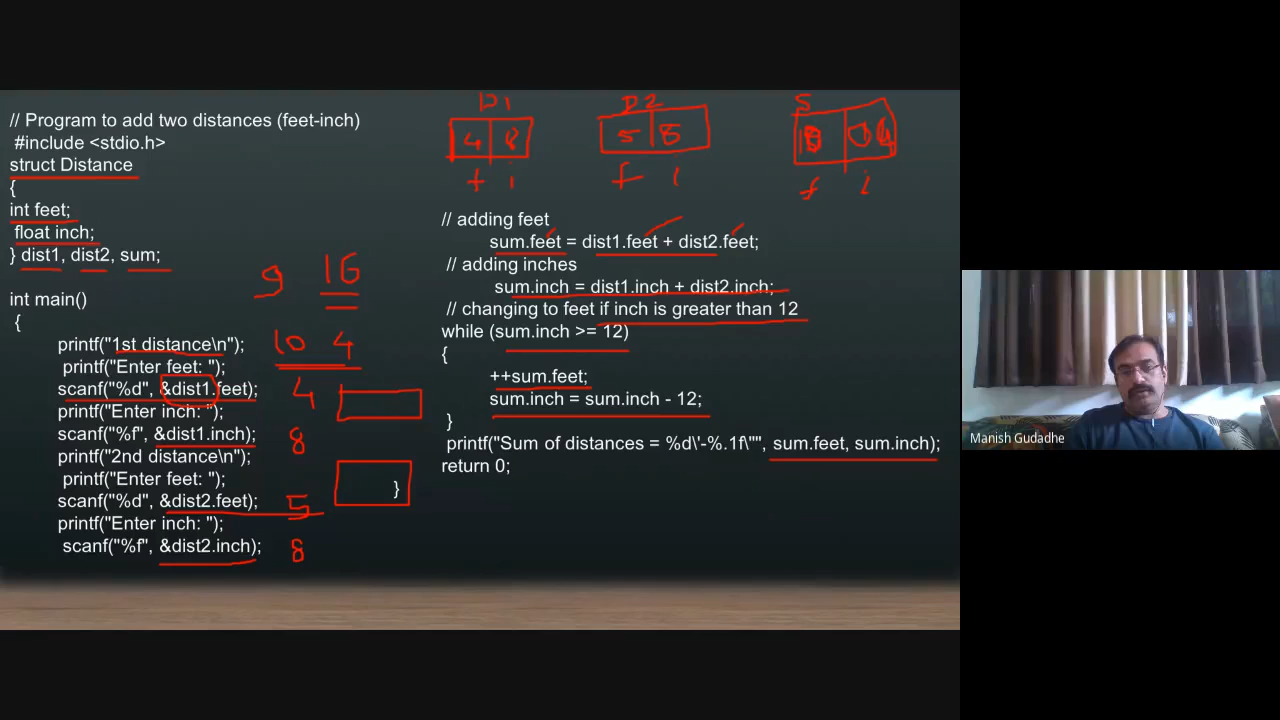 // Program to add two distances (feet-inch)
#include <stdio.h>
struct Distance
{
int feet;
float inch;
} dist1, dist2, sum;
int main()
{
printf("1st distance\n");
printf("Enter feet: ");
scanf("%d", &dist1.feet);
printf("Enter inch: ");
scanf("%f", &dist1.inch);
printf("2nd distance\n");
printf("Enter feet: ");
scanf("%d", &dist2.feet);
printf("Enter inch: ");
scanf("%f", &dist2.inch);
}
9 16
10 4
4
8
5
8
D1
4 8
f i
D2
5 8
f i
S
f i
// adding feet
sum.feet = dist1.feet + dist2.feet;
// adding inches
sum.inch = dist1.inch + dist2.inch;
// changing to feet if inch is greater than 12
while (sum.inch >= 12)
{
++sum.feet;
sum.inch = sum.inch - 12;
}
printf("Sum of distances = %d\'-%.1f\"", sum.feet, sum.inch);
return 0;
Manish Gudadhe